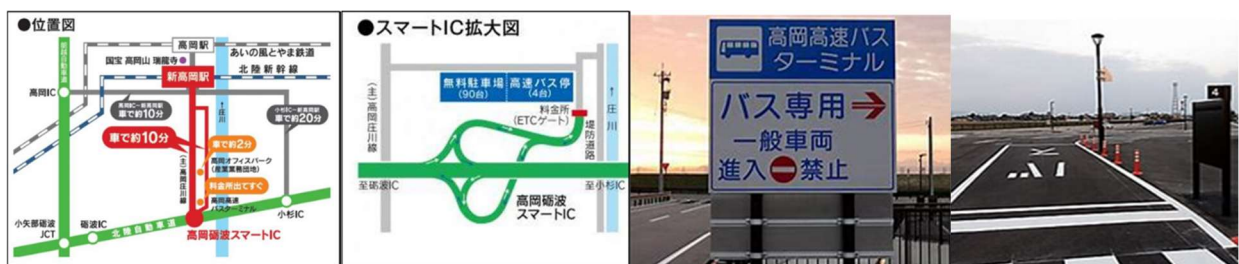 ●位置図
高岡駅
国宝 高岡山 瑞龍寺
あいの風とやま鉄道
北陸新幹線
新高岡駅
能越自動車道
高岡IC
高岡IC~新高岡駅
車で約10分
↑庄川
小杉IC~新高岡駅
車で約20分
車で約10分
車で約2分
高岡オフィスパーク
(産業業務団地)
(主)高岡庄川線
料金所出てすぐ
高岡高速
バスターミナル
小杉IC
小矢部砺波
JCT
砺波IC
北陸自動車道
高岡砺波スマートIC
●スマートIC拡大図
(主)高岡庄川線
無料駐車場
(90台)
高速バス停
(4台)
料金所
(ETCゲート)
堤防道路
↑庄川
至砺波IC
至小杉IC
高岡砺波
スマートIC
高岡高速バス
ターミナル
バス専用→
一般車両
進入禁止
4